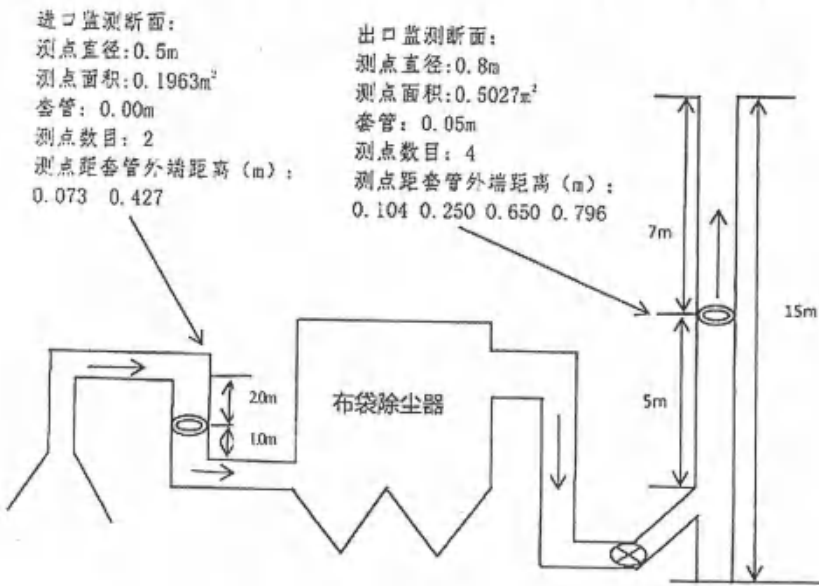 进口监测断面:
测点直径:0.5m
测点面积:0.1963m²
套管: 0.00m
测点数目: 2
测点距套管外端距离(m):
0.073 0.427
出口监测断面:
测点直径:0.8m
测点面积:0.5027m²
套管: 0.05m
测点数目: 4
测点距套管外端距离(m):
0.104 0.250 0.650 0.796
7m
15m
20m
布袋除尘器
5m
1.0m